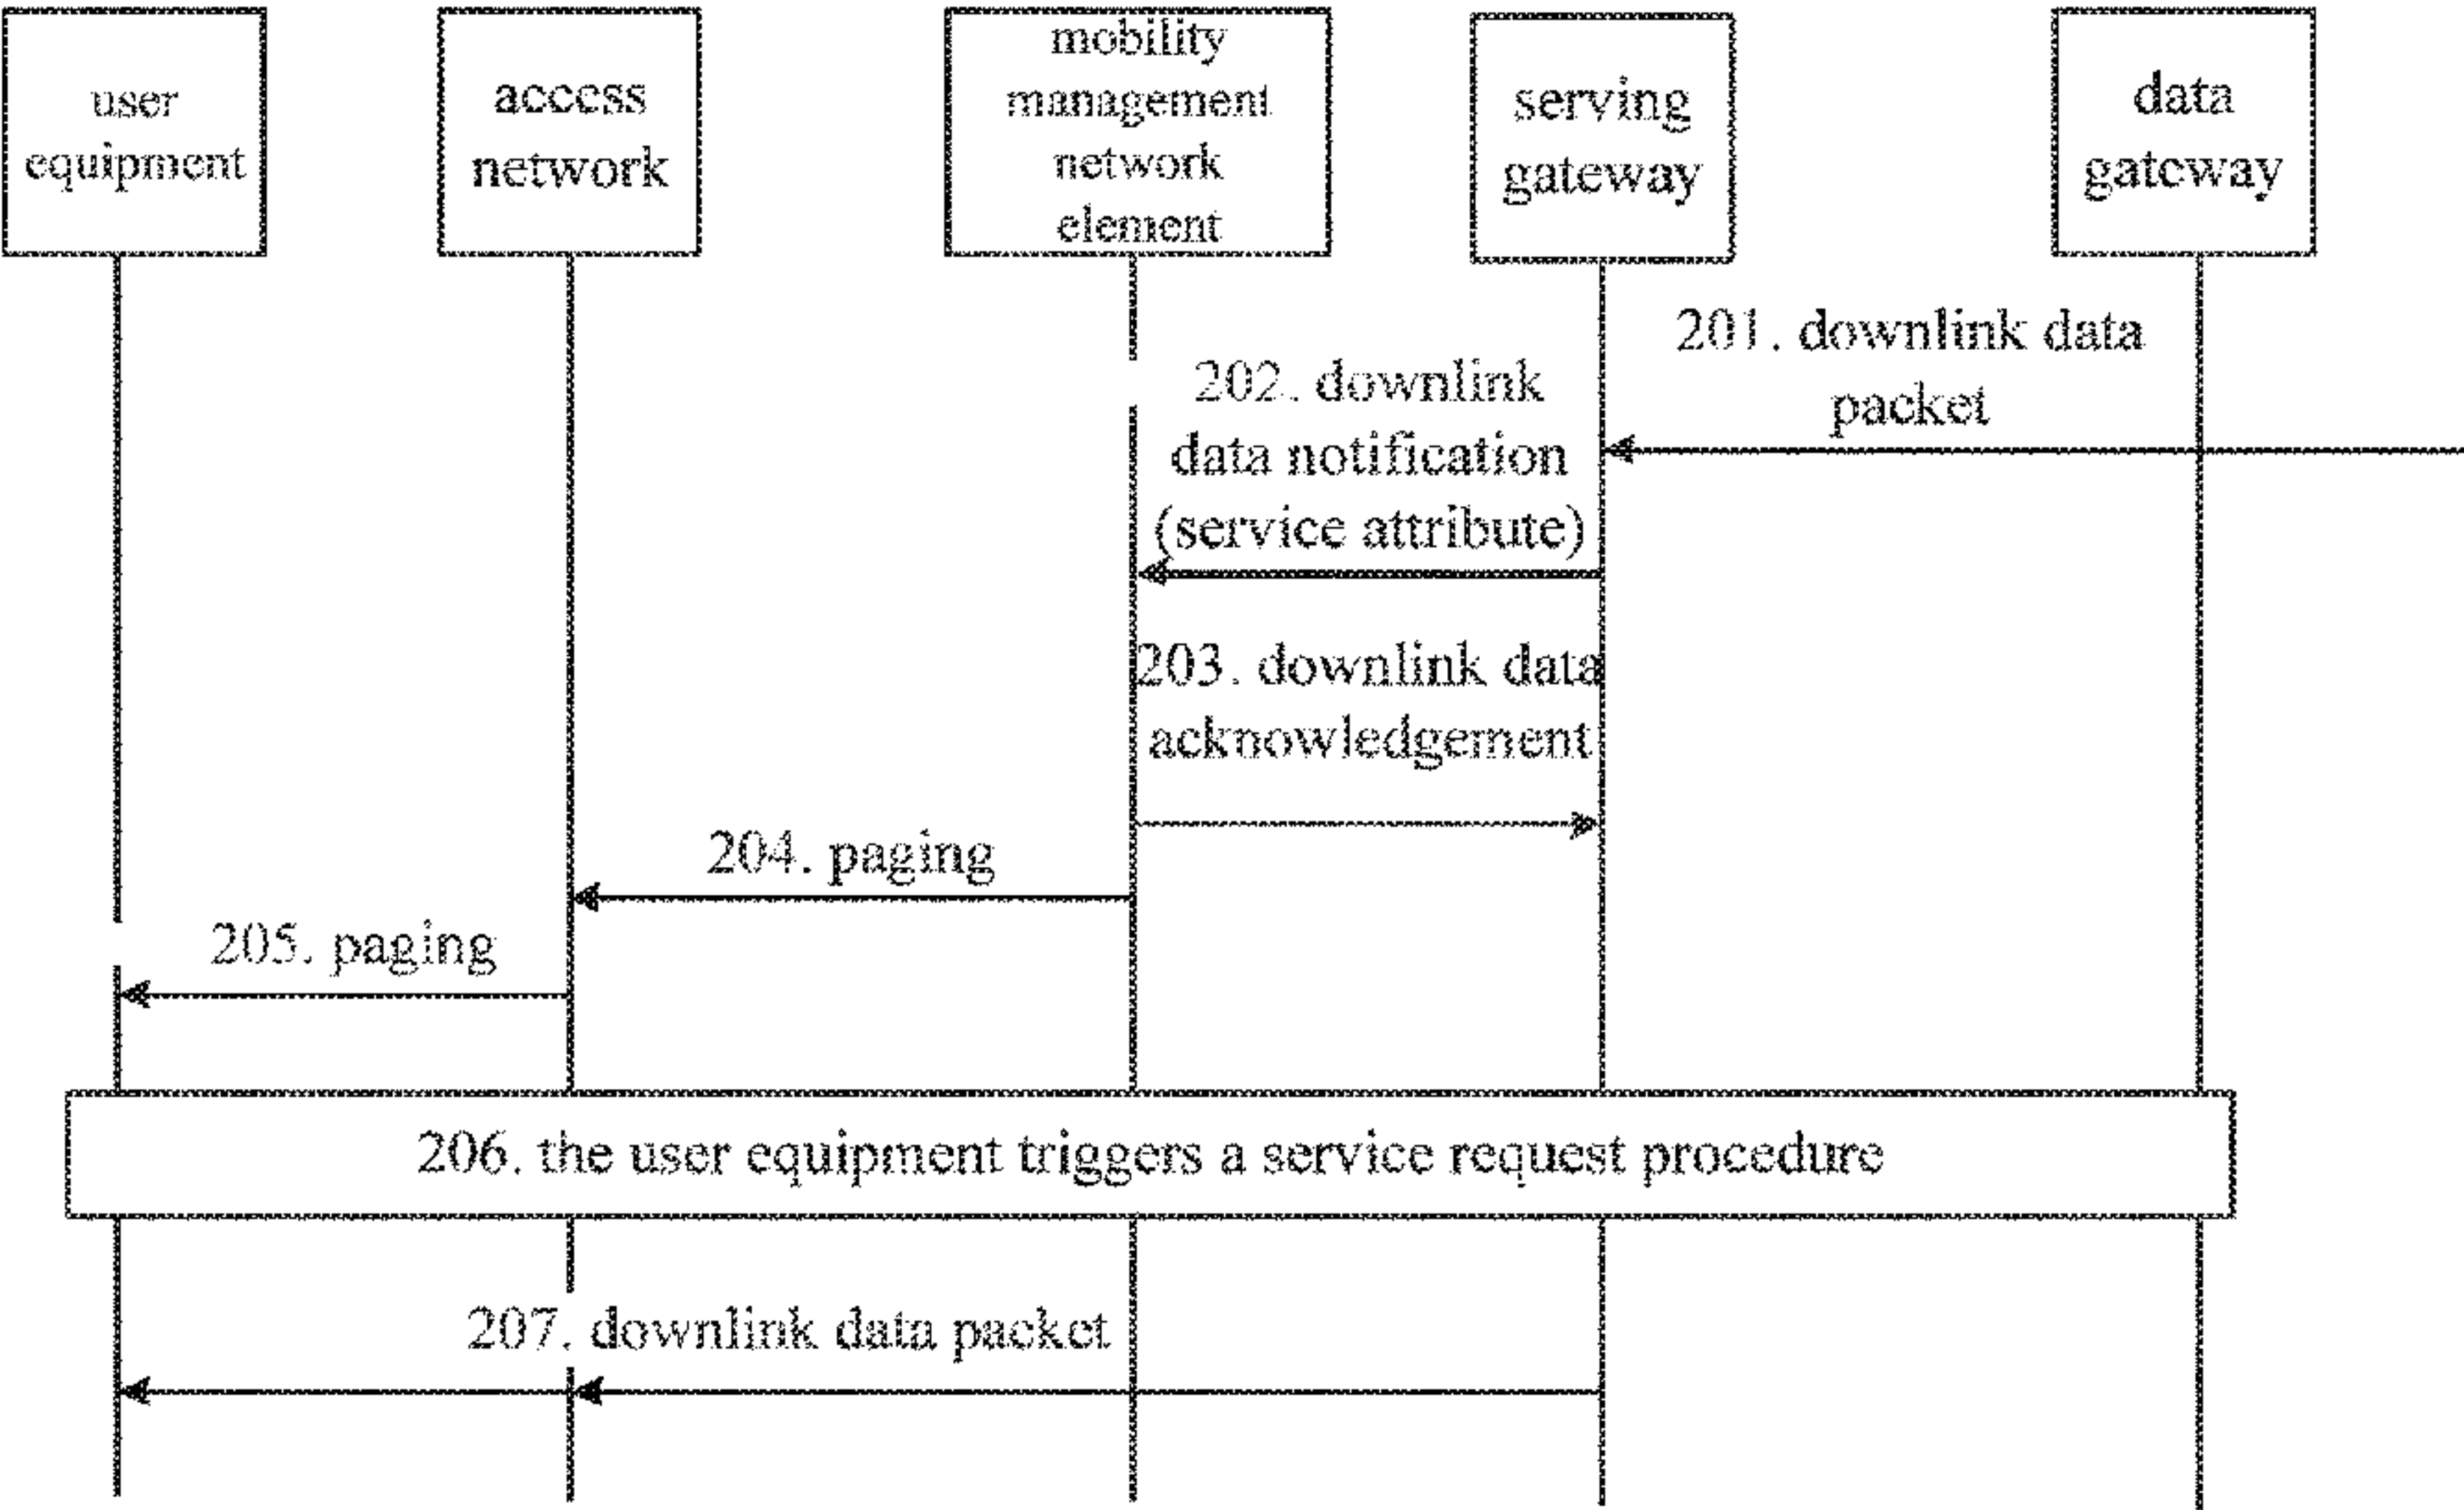 user
equipment
access
network
mobility
management
network
element
serving
gateway
data
gateway
201. downlink data
packet
202. downlink
data notification
(service attribute)
203. downlink data
acknowledgement
204. paging
205. paging
206. the user equipment triggers a service request procedure
207. downlink data packet